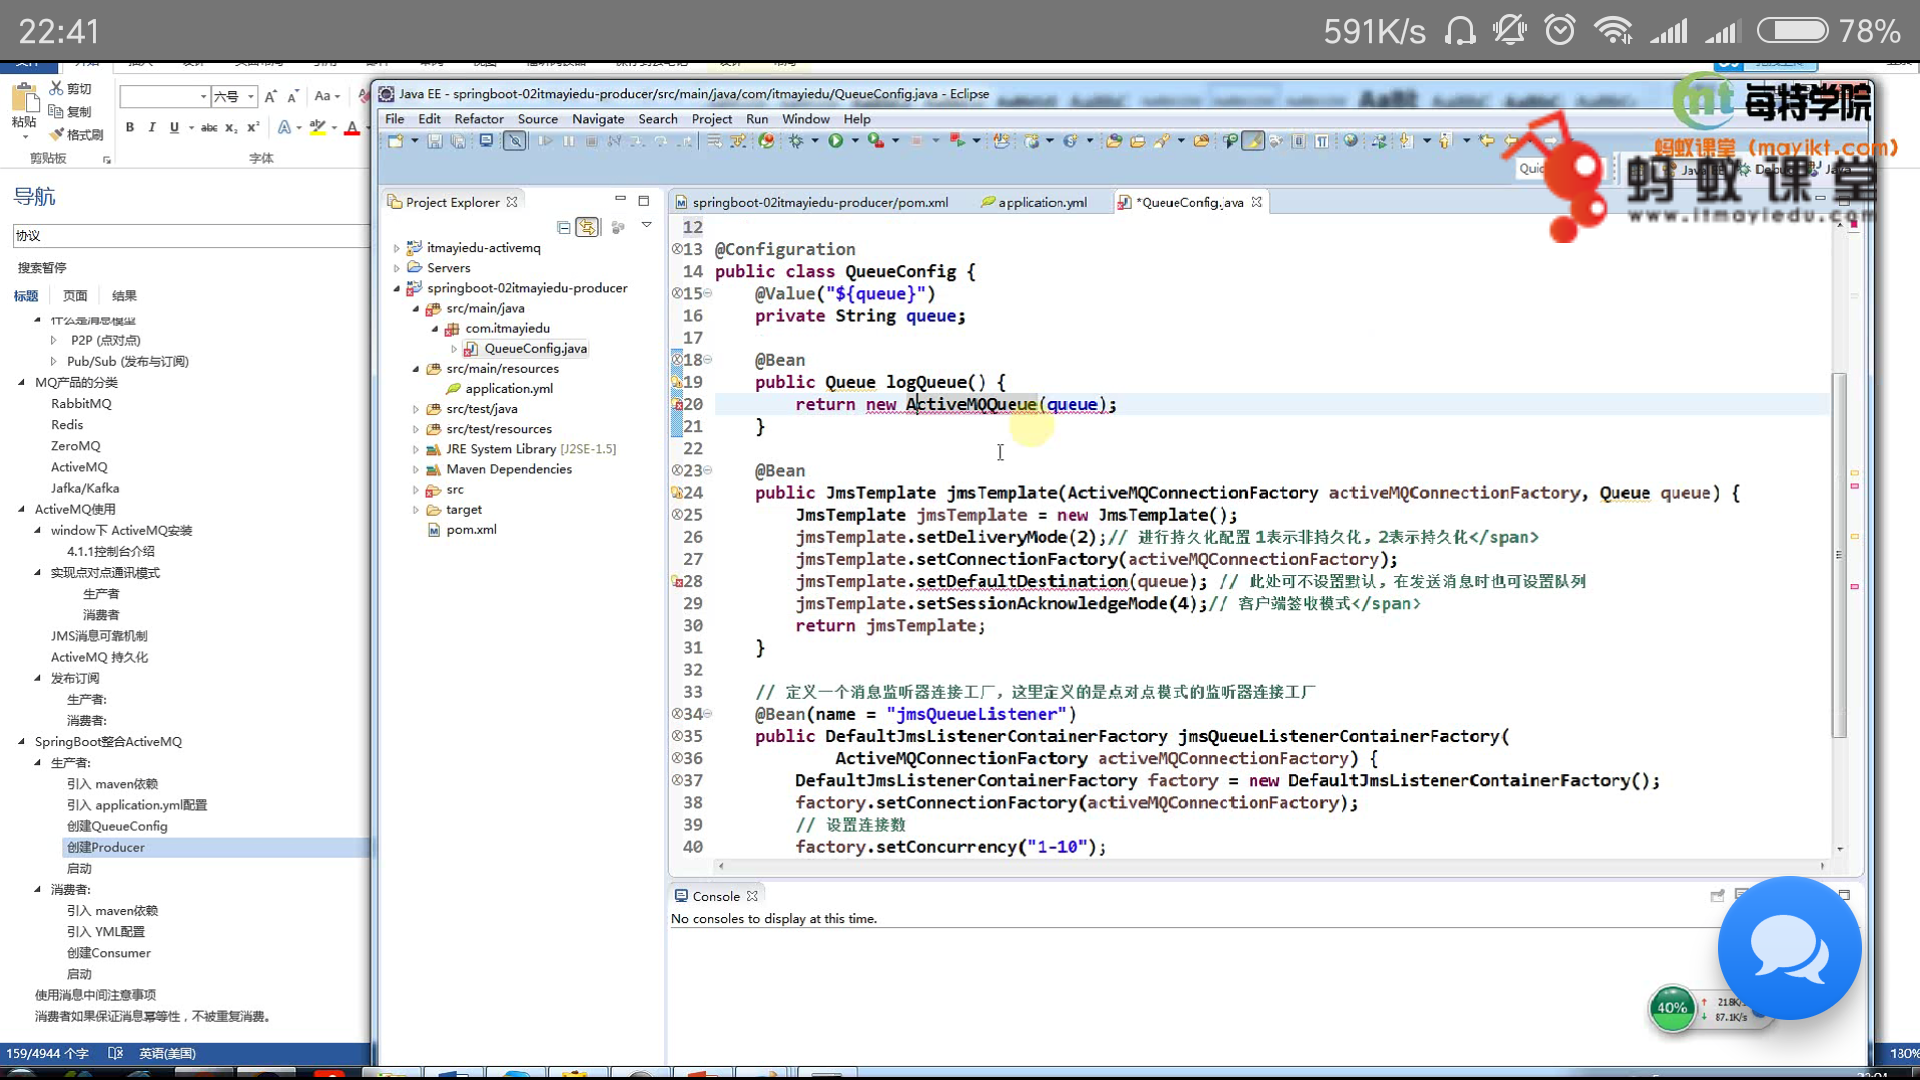 22:41
591K/s
78%
剪切
复制
格式刷
粘贴
剪贴板
六号
Aa
B I U abc x₂ x²
字体
导航
协议
搜索暂停
标题 页面 结果
什么是消息模型
P2P (点对点)
Pub/Sub (发布与订阅)
MQ产品的分类
RabbitMQ
Redis
ZeroMQ
ActiveMQ
Jafka/Kafka
ActiveMQ使用
window下 ActiveMQ安装
4.1.1控制台介绍
实现点对点通讯模式
生产者
消费者
JMS消息可靠机制
ActiveMQ 持久化
发布订阅
生产者:
消费者:
SpringBoot整合ActiveMQ
生产者:
引入 maven依赖
引入 application.yml配置
创建QueueConfig
创建Producer
启动
消费者:
引入 maven依赖
引入 YML配置
创建Consumer
启动
使用消息中间注意事项
消费者如果保证消息幂等性，不被重复消费。
159/4944 个字 英语(美国)
Java EE - springboot-02itmayiedu-producer/src/main/java/com/itmayiedu/QueueConfig.java - Eclipse
File Edit Refactor Source Navigate Search Project Run Window Help
每特学院
蚂蚁课堂（mayikt.com）
蚂蚁课堂
www.itmayiedu.com
Java EE Debug Java
Project Explorer
itmayiedu-activemq
Servers
springboot-02itmayiedu-producer
src/main/java
com.itmayiedu
QueueConfig.java
src/main/resources
application.yml
src/test/java
src/test/resources
JRE System Library [J2SE-1.5]
Maven Dependencies
src
target
pom.xml
springboot-02itmayiedu-producer/pom.xml application.yml *QueueConfig.java
12
13 @Configuration
14 public class QueueConfig {
15 @Value("${queue}")
16 private String queue;
17
18 @Bean
19 public Queue logQueue() {
20 return new ActiveMQQueue(queue);
21 }
22
23 @Bean
24 public JmsTemplate jmsTemplate(ActiveMQConnectionFactory activeMQConnectionFactory, Queue queue) {
25 JmsTemplate jmsTemplate = new JmsTemplate();
26 jmsTemplate.setDeliveryMode(2);// 进行持久化配置 1表示非持久化，2表示持久化</span>
27 jmsTemplate.setConnectionFactory(activeMQConnectionFactory);
28 jmsTemplate.setDefaultDestination(queue); // 此处可不设置默认，在发送消息时也可设置队列
29 jmsTemplate.setSessionAcknowledgeMode(4);// 客户端签收模式</span>
30 return jmsTemplate;
31 }
32
33 // 定义一个消息监听器连接工厂，这里定义的是点对点模式的监听器连接工厂
34 @Bean(name = "jmsQueueListener")
35 public DefaultJmsListenerContainerFactory jmsQueueListenerContainerFactory(
36 ActiveMQConnectionFactory activeMQConnectionFactory) {
37 DefaultJmsListenerContainerFactory factory = new DefaultJmsListenerContainerFactory();
38 factory.setConnectionFactory(activeMQConnectionFactory);
39 // 设置连接数
40 factory.setConcurrency("1-10");
Console
No consoles to display at this time.
40%
87.1K/s